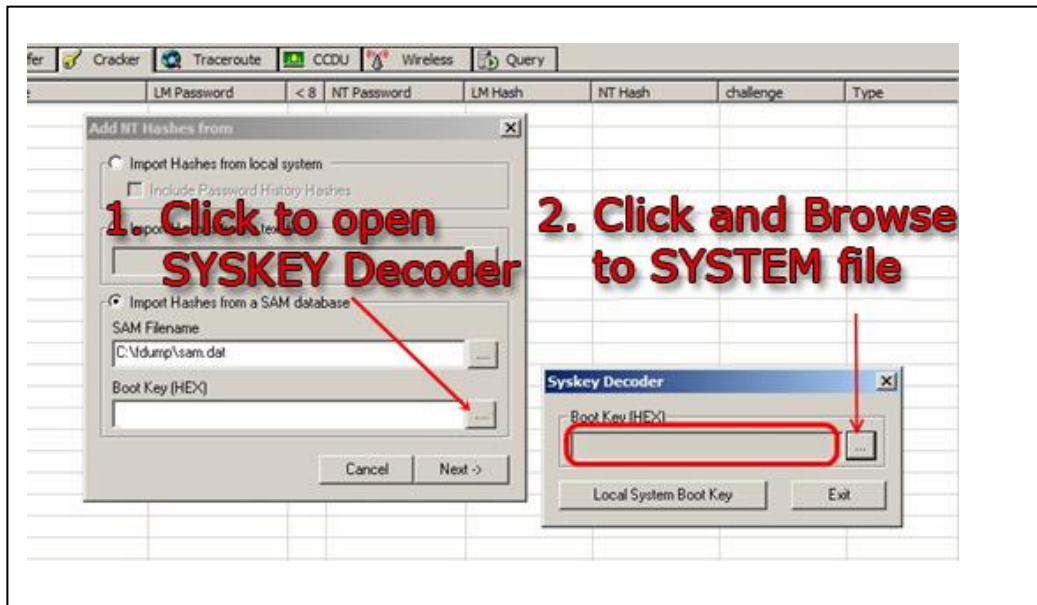 fer Cracker Traceroute CCDU Wireless Query
LM Password < 8 NT Password LM Hash NT Hash challenge Type
Add NT Hashes from
Import Hashes from local system
Include Password History Hashes
1. Click to open
SYSKEY Decoder
2. Click and Browse
to SYSTEM file
Import Hashes from a SAM database
SAM Filename
C:\fdump\sam.dat
...
Boot Key (HEX)
...
Cancel Next ->
Syskey Decoder
Boot Key (HEX)
...
Local System Boot Key Exit